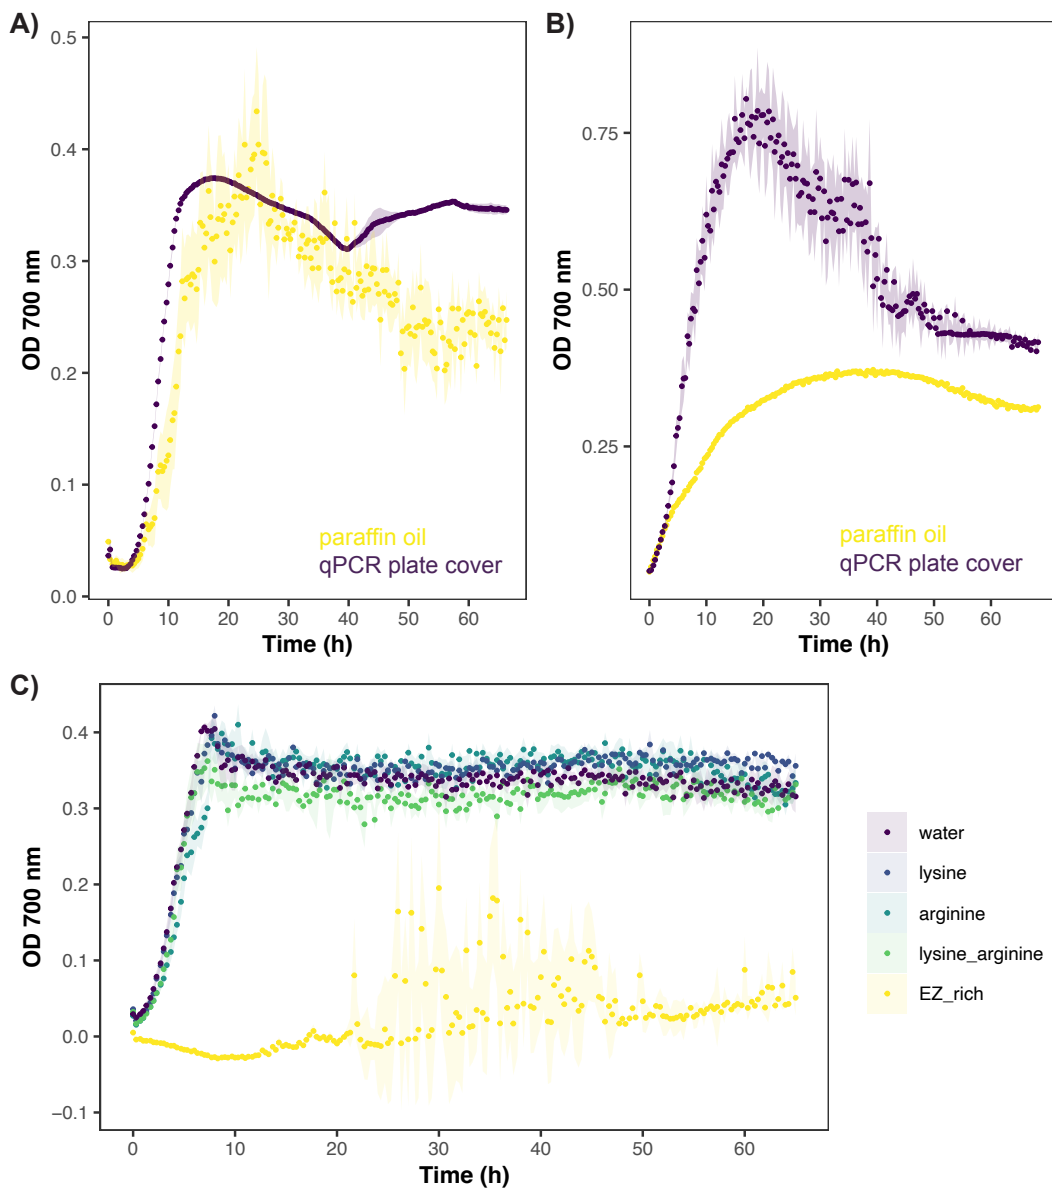 A)
OD 700 nm
0.5
0.4
0.3
0.2
0.1
0.0
paraffin oil
qPCR plate cover
0 10 20 30 40 50 60
Time (h)
B)
OD 700 nm
0.75
0.50
0.25
paraffin oil
qPCR plate cover
0 10 20 30 40 50 60
Time (h)
C)
OD 700 nm
0.4
0.3
0.2
0.1
0.0
−0.1
0 10 20 30 40 50 60
Time (h)
water
lysine
arginine
lysine_arginine
EZ_rich